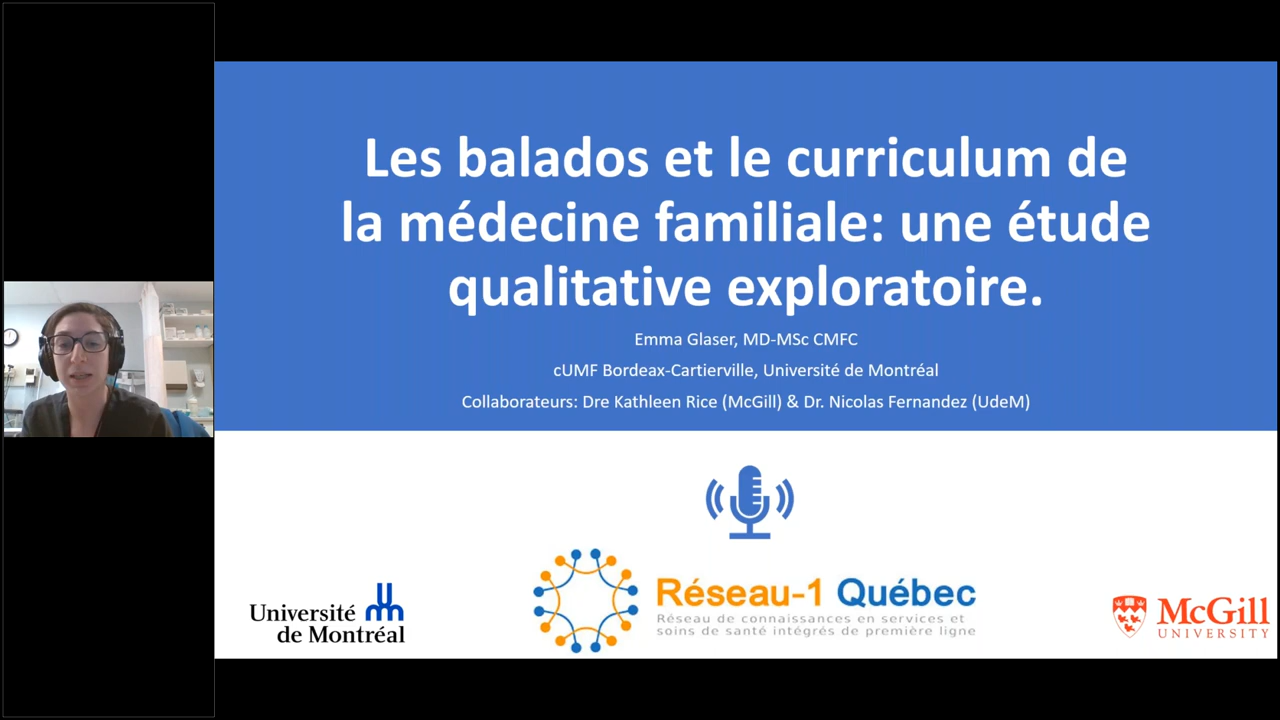 Les balados et le curriculum de
la médecine familiale: une étude
qualitative exploratoire.
Emma Glaser, MD-MSc CMFC
cUMF Bordeax-Cartierville, Université de Montréal
Collaborateurs: Dre Kathleen Rice (McGill) & Dr. Nicolas Fernandez (UdeM)
Université
de Montréal
Réseau-1 Québec
Réseau de connaissances en services et
soins de santé intégrés de première ligne
McGill
UNIVERSITY